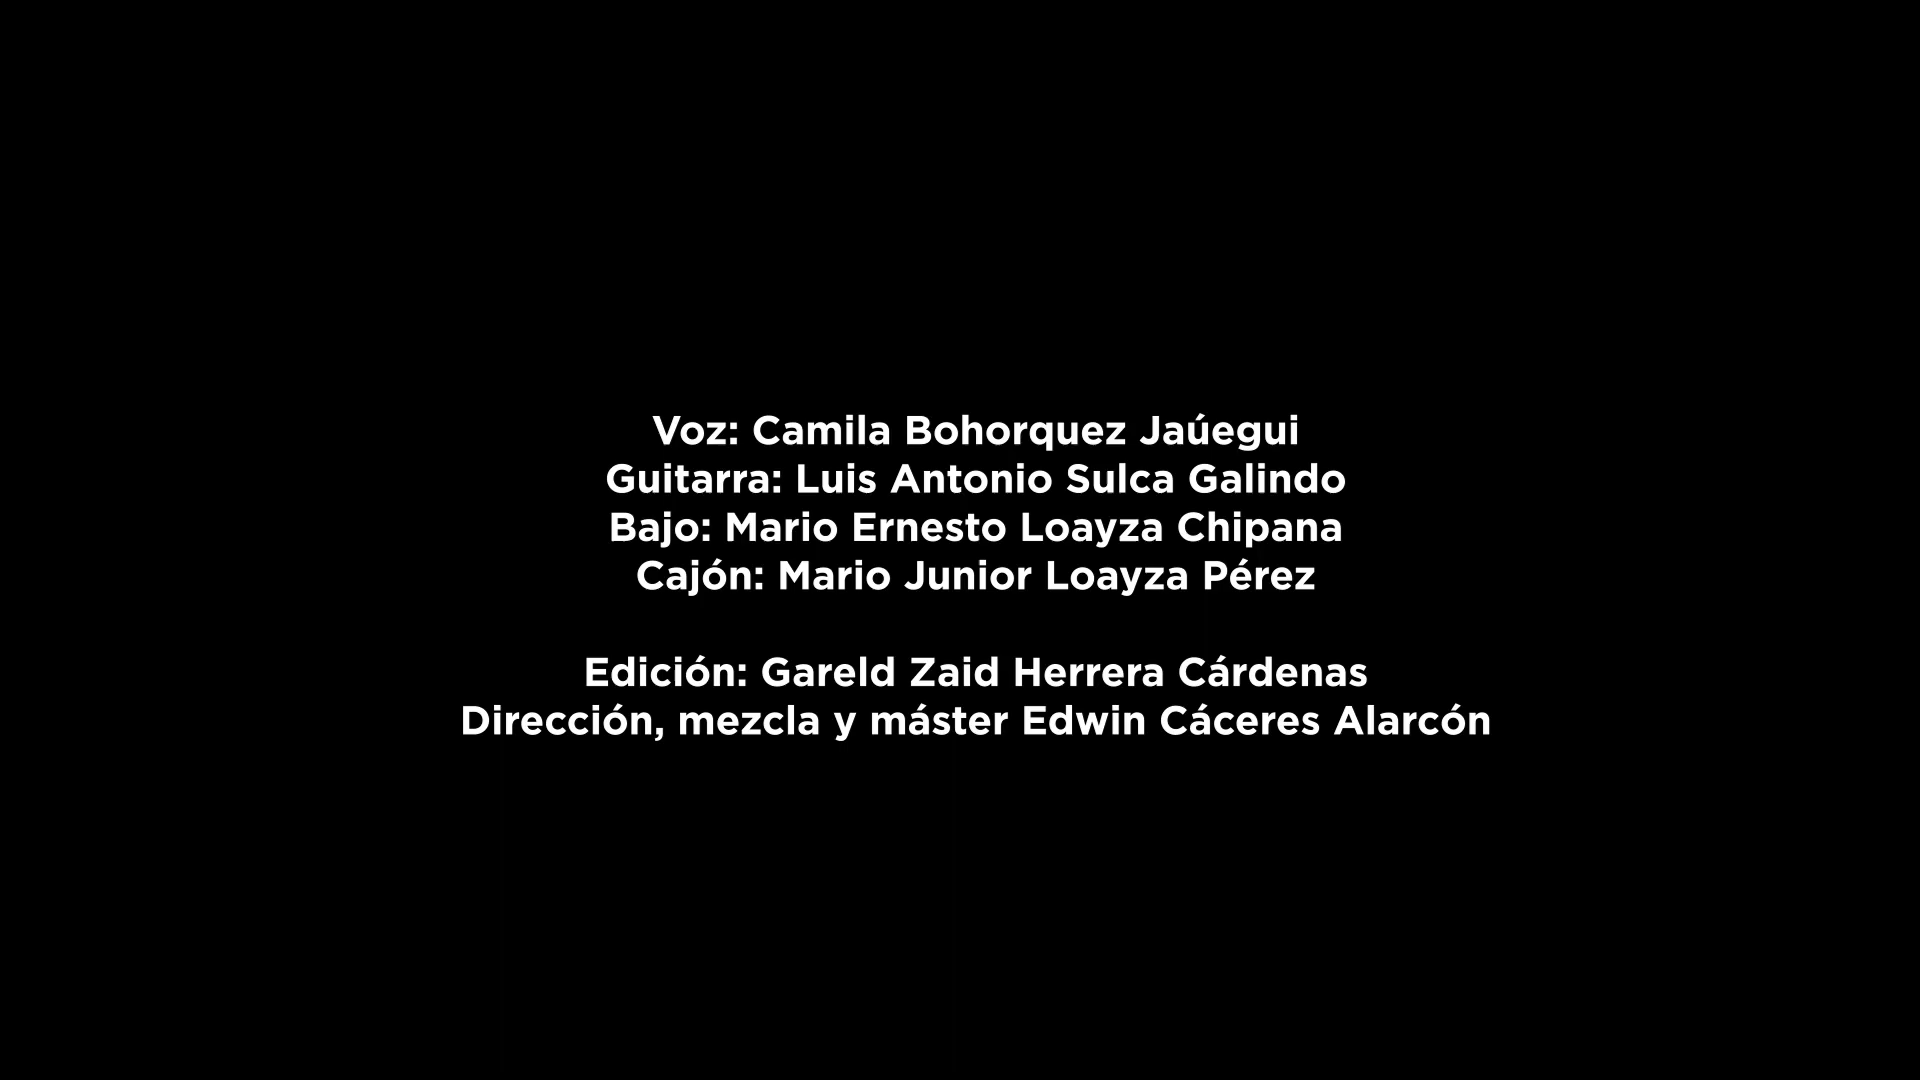 Voz: Camila Bohorquez Jaúegui
Guitarra: Luis Antonio Sulca Galindo
Bajo: Mario Ernesto Loayza Chipana
Cajón: Mario Junior Loayza Pérez
Edición: Gareld Zaid Herrera Cárdenas
Dirección, mezcla y máster Edwin Cáceres Alarcón